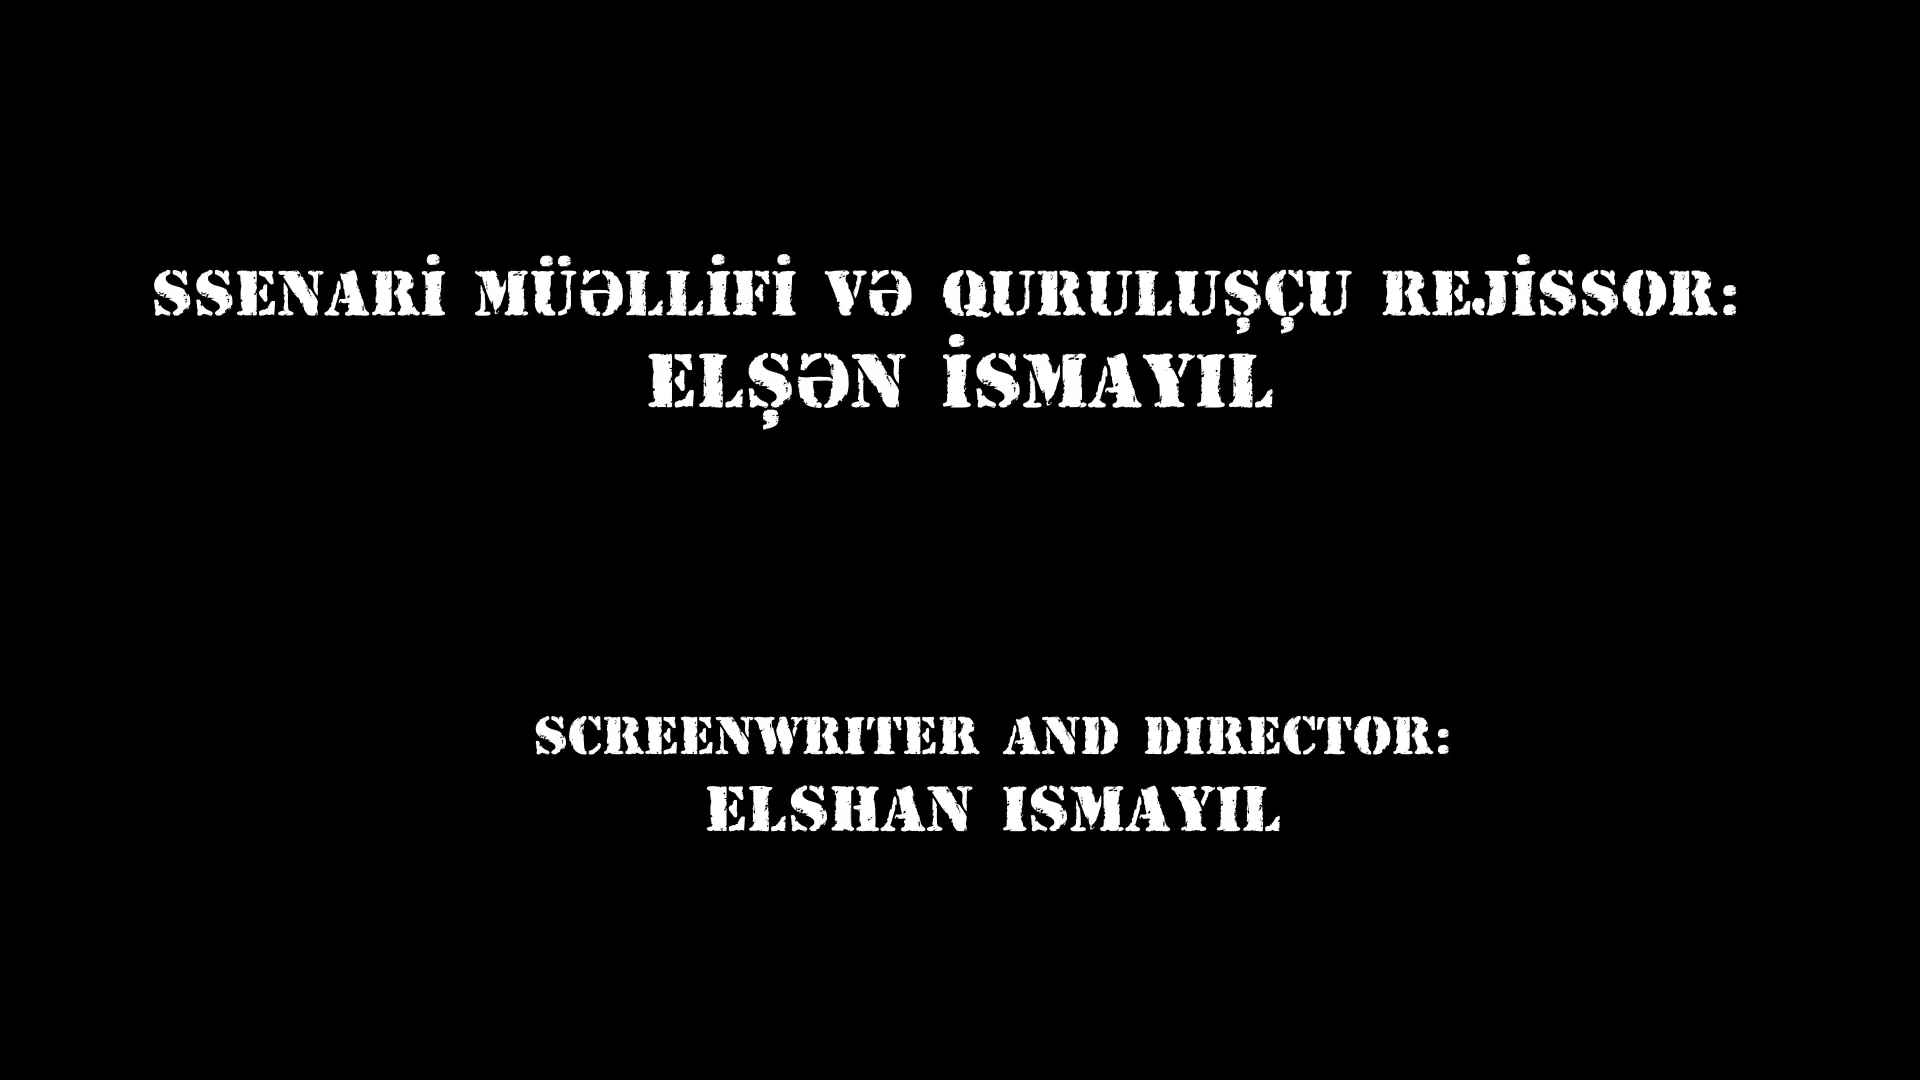 SSENARİ MÜƏLLİFİ VƏ QURULUŞÇU REJİSSOR:
ELŞƏN İSMAYIL
SCREENWRITER AND DIRECTOR:
ELSHAN ISMAYIL